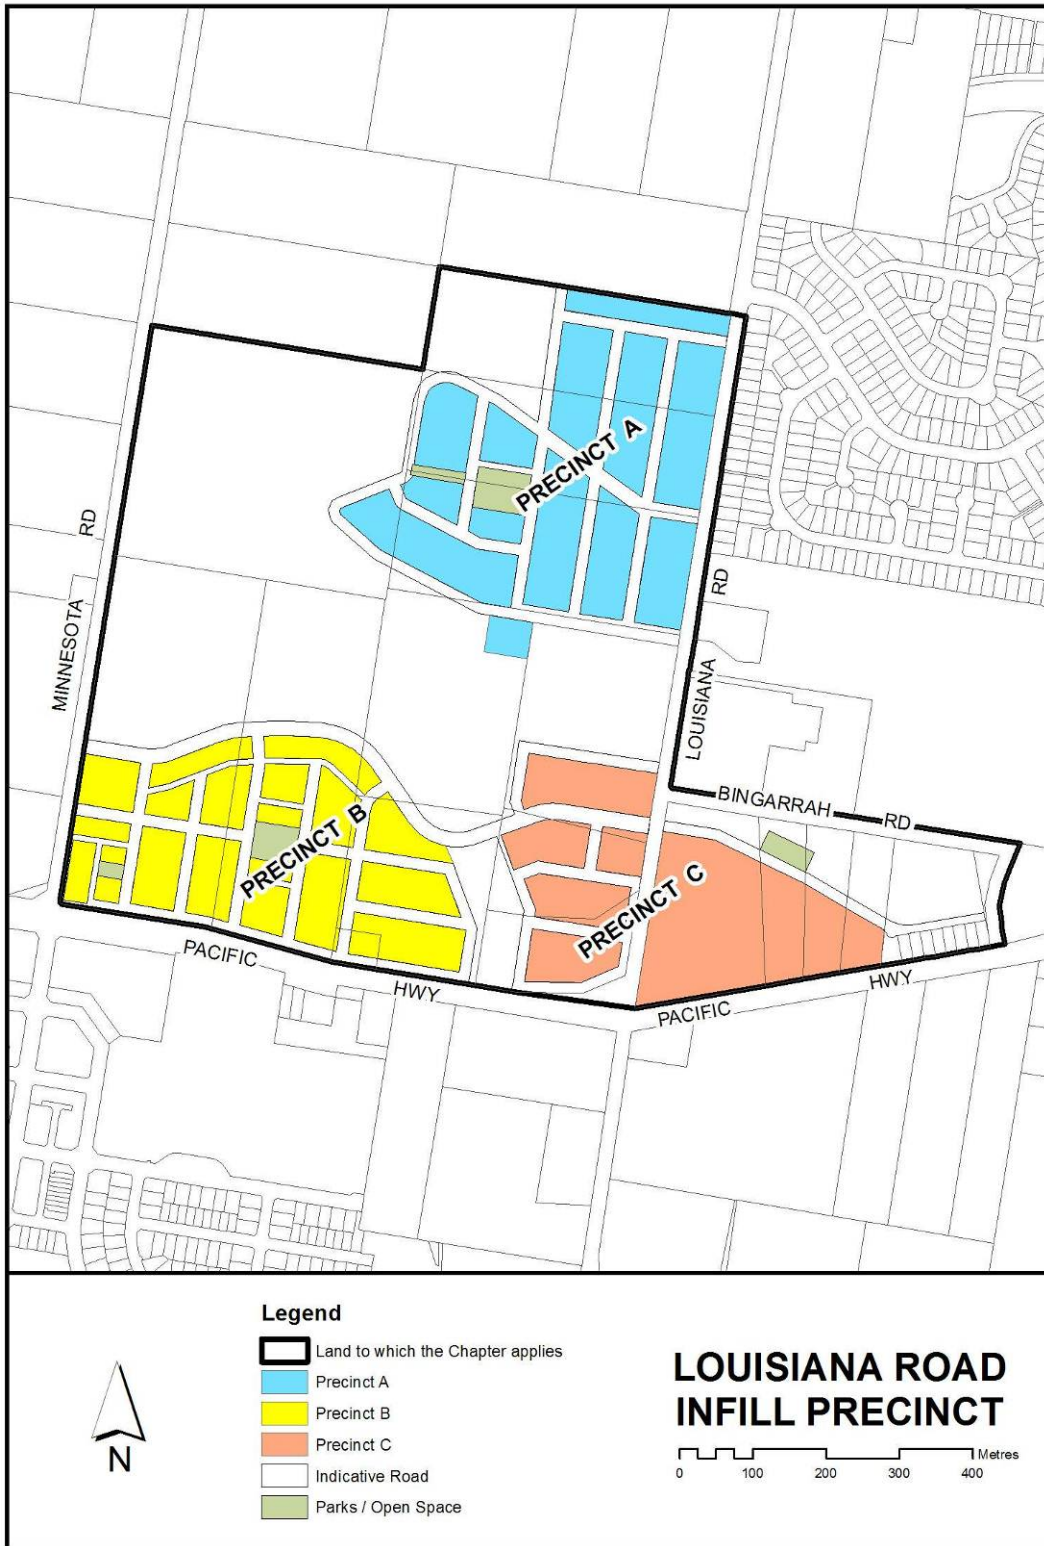 PRECINCT A
RD
MINNESOTA
RD
LOUISIANA
BINGARRAH
RD
PRECINCT B
PRECINCT C
PACIFIC
HWY
PACIFIC
HWY
Legend
Land to which the Chapter applies
Precinct A
Precinct B
Precinct C
Indicative Road
Parks / Open Space
N
LOUISIANA ROAD
INFILL PRECINCT
Metres
0 100 200 300 400